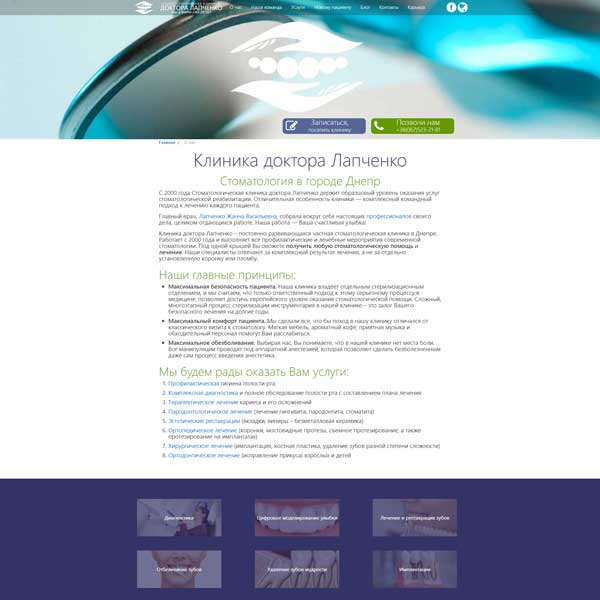 ДОКТОРА ЛАПЧЕНКО
О нас Наша команда Услуги Новому пациенту Блог Контакты Карьера
Записаться,
посетить клинику
Позвони нам
+38(067)523-21-81
Главная / О нас
Клиника доктора Лапченко
Стоматология в городе Днепр
С 2000 года Стоматологическая клиника доктора Лапченко держит образцовый уровень оказания услуг
стоматологической реабилитации. Отличительная особенность клиники — комплексный командный
подход к лечению каждого пациента.
Главный врач, Лапченко Жанна Васильевна, собрала вокруг себя настоящих профессионалов своего
дела, целиком отдающихся работе. Наша работа — Ваша счастливая улыбка!
Клиника доктора Лапченко – постоянно развивающаяся частная стоматологическая клиника в Днепре.
Работает с 2000 года и выполняет все профилактические и лечебные мероприятия современной
стоматологии. Под одной крышей Вы сможете получить любую стоматологическую помощь и
лечение. Наши специалисты отвечают за комплексный результат лечения, а не за отдельно
установленную коронку или пломбу.
Наши главные принципы:
Максимальная безопасность пациента. Наша клиника владеет отдельным стерилизационным
отделением, и мы считаем, что только ответственный подход к этому серьезному процессу в
медицине, позволяет достичь европейского уровня оказания стоматологической помощи. Сложный,
многоэтапный процесс стерилизации инструментария в нашей клинике – это залог Вашего
безопасного лечения на долгие годы.
Максимальный комфорт пациента. Мы сделали все, что бы поход в нашу клинику отличался от
классического визита к стоматологу. Мягкая мебель, ароматный кофе, приятная музыка и
обходительный персонал помогут Вам расслабиться.
Максимальное обезболивание. Выбирая нас, Вы понимаете, что в нашей клинике нет места боли.
Все манипуляции проводят под аппаратной анестезией, которая позволяет сделать безболезненным
даже сам процесс введения анестетика.
Мы будем рады оказать Вам услуги:
1. Профилактическая гигиена полости рта.
2. Комплексная диагностика и полное обследование полости рта с составлением плана лечения
3. Терапевтическое лечение кариеса и его осложнений
4. Пародонтологическое лечение (лечение гингивита, пародонтита, стоматита)
5. Эстетические реставрации (вкладки, виниры – безметалловая керамика)
6. Ортопедическое лечение (коронки, мостовидные протезы, съемное протезирование, а также
протезирование на имплантатах)
7. Хирургическое лечение (имплантация, костная пластика, удаление зубов разной степени сложности)
8. Ортодонтическое лечение (исправление прикуса) взрослых и детей
Диагностика
Цифровое моделирование улыбки
Лечение и реставрация зубов
Отбеливание зубов
Удаление зубов мудрости
Имплантация